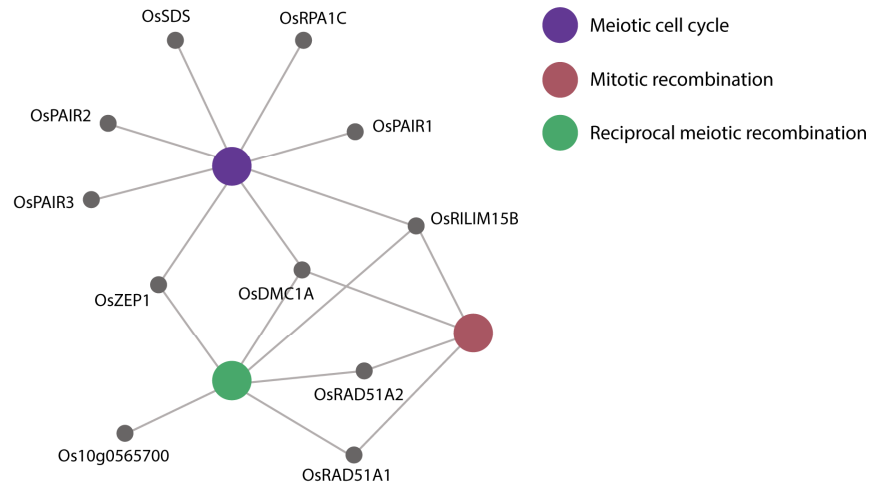 OsSDS
OsRPA1C
Meiotic cell cycle
Mitotic recombination
OsPAIR2
OsPAIR1
Reciprocal meiotic recombination
OsPAIR3
OsRILIM15B
OsZEP1
OsDMC1A
OsRAD51A2
Os10g0565700
OsRAD51A1